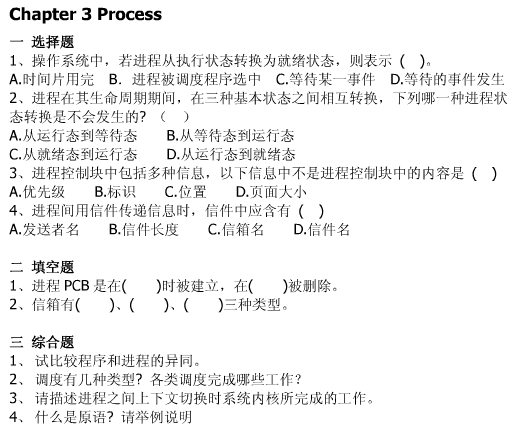 Chapter 3 Process
一 选择题
1、操作系统中，若进程从执行状态转换为就绪状态，则表示（ ）。
A.时间片用完 B．进程被调度程序选中 C.等待某一事件 D.等待的事件发生
2、进程在其生命周期期间，在三种基本状态之间相互转换，下列哪一种进程状
态转换是不会发生的？（ ）
A.从运行态到等待态 B.从等待态到运行态
C.从就绪态到运行态 D.从运行态到就绪态
3、进程控制块中包括多种信息，以下信息中不是进程控制块中的内容是（ ）
A.优先级 B.标识 C.位置 D.页面大小
4、进程间用信件传递信息时，信件中应含有（ ）
A.发送者名 B.信件长度 C.信箱名 D.信件名
二 填空题
1、进程 PCB 是在( )时被建立，在( )被删除。
2、信箱有( )、( )、( )三种类型。
三 综合题
1、 试比较程序和进程的异同。
2、 调度有几种类型？各类调度完成哪些工作？
3、 请描述进程之间上下文切换时系统内核所完成的工作。
4、 什么是原语？请举例说明